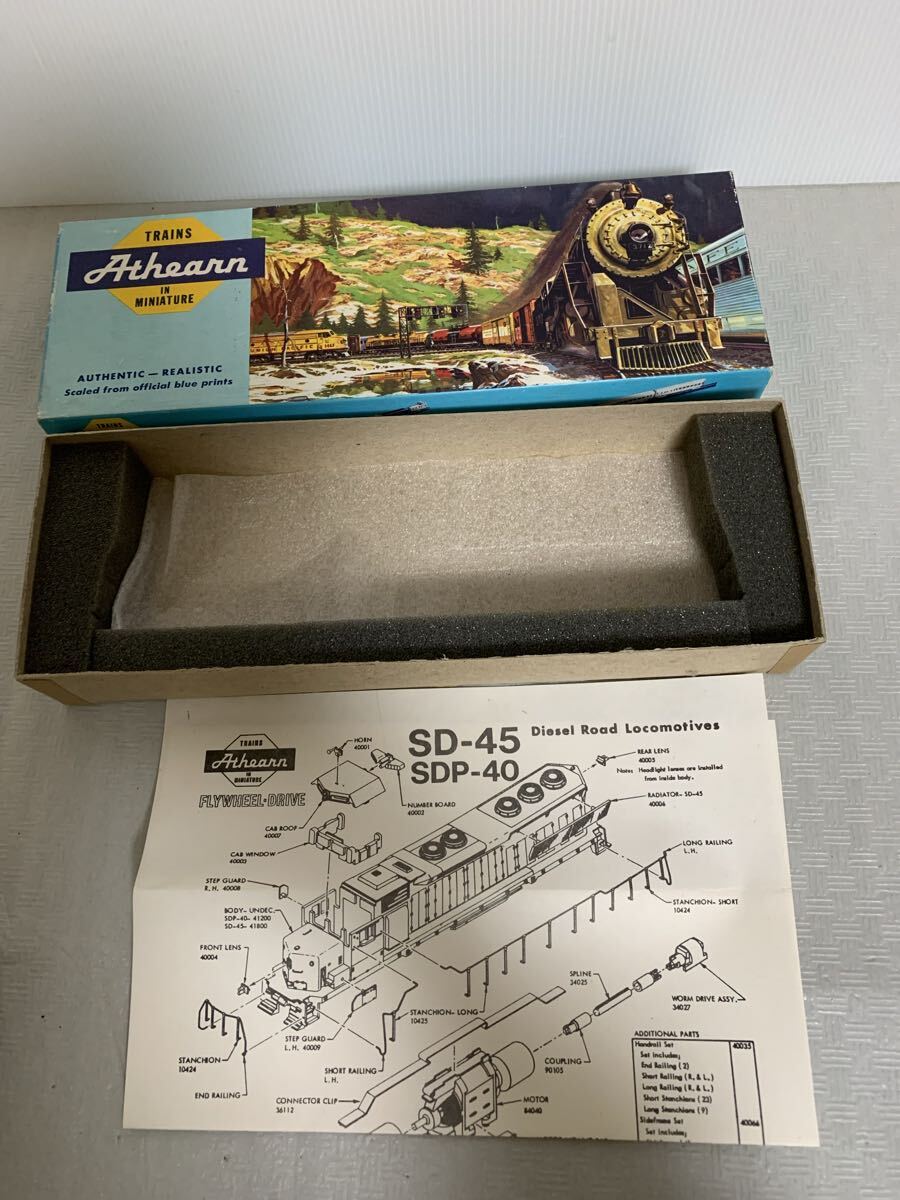 TRAINS
Athearn
IN
MINIATURE
AUTHENTIC — REALISTIC
Scaled from official blue prints
UNION PACIFIC
TRAINS
TRAINS
Athearn
IN
MINIATURE
FLYWHEEL-DRIVE
SD-45
SDP-40
Diesel Road Locomotives
HORN
40001
NUMBER BOARD
40002
CAB ROOF
40007
CAB WINDOW
40003
STEP GUARD
R.H. 40008
BODY- UNDEC.
SDP-40- 41200
SD-45- 41800
FRONT LENS
40004
REAR LENS
40005
Note: Headlight lenses are installed
from inside body.
RADIATOR- SD-45
40006
LONG RAILING
L.H.
STANCHION- SHORT
10424
STANCHION- LONG
10425
SPLINE
34025
WORM DRIVE ASSY.
34027
STANCHION
10424
END RAILING
STEP GUARD
L.H. 40009
SHORT RAILING
L.H.
CONNECTOR CLIP
36112
COUPLING
90105
MOTOR
84040
ADDITIONAL PARTS
Handrail Set 40035
Set includes;
End Railing (2)
Short Railing (R.& L.)
Long Railing (R.& L.)
Short Stanchions (23)
Long Stanchions (9)
Sideframe Set 40066
Set includes;